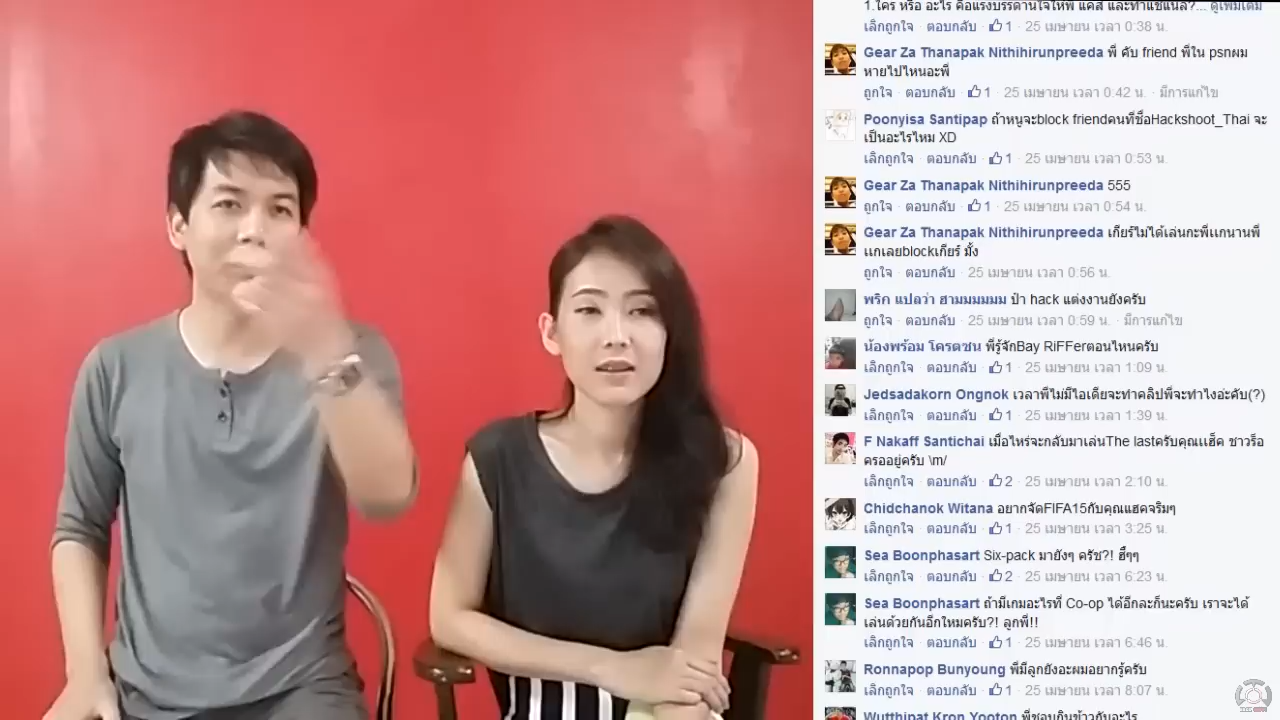 1.ใคร หรือ อะไร คือแรงบรรดานใจให้พี่ แคส และทำแชแนล?... ดูเพิ่มเติม
เลิกถูกใจ · ตอบกลับ · 1 · 25 เมษายน เวลา 0:38 น.
Gear Za Thanapak Nithihirunpreeda พี่ คับ friend พี่ใน psnผม
หายไปไหนอะพี่
ถูกใจ · ตอบกลับ · 1 · 25 เมษายน เวลา 0:42 น. · มีการแก้ไข
Poonyisa Santipap ถ้าหนูจะblock friendคนที่ชื่อHackshoot_Thai จะ
เป็นอะไรไหม XD
เลิกถูกใจ · ตอบกลับ · 1 · 25 เมษายน เวลา 0:53 น.
Gear Za Thanapak Nithihirunpreeda 555
ถูกใจ · ตอบกลับ · 1 · 25 เมษายน เวลา 0:54 น.
Gear Za Thanapak Nithihirunpreeda เกียร์ไม่ได้เล่นกะพี่แกนานพี่
แกเลยblockเกียร์ มั้ง
ถูกใจ · ตอบกลับ · 25 เมษายน เวลา 0:56 น.
พริก แปลว่า ฮามมมมมม ป๋า hack แต่งงานยังครับ
ถูกใจ · ตอบกลับ · 25 เมษายน เวลา 0:59 น. · มีการแก้ไข
น้องพร้อม โครตซน พี่รู้จักBay RiFFerตอนไหนครับ
เลิกถูกใจ · ตอบกลับ · 1 · 25 เมษายน เวลา 1:09 น.
Jedsadakorn Ongnok เวลาพี่ไม่มีไอเดียจะทำคลิปพี่จะทำไงอ่ะคับ(?)
เลิกถูกใจ · ตอบกลับ · 1 · 25 เมษายน เวลา 1:39 น.
F Nakaff Santichai เมื่อไหร่จะกลับมาเล่นThe lastครับคุณแฮ็ค ชาวร็อ
ครออยู่ครับ \m/
เลิกถูกใจ · ตอบกลับ · 2 · 25 เมษายน เวลา 2:10 น.
Chidchanok Witana อยากจัดFIFA15กับคุณแฮคจริมๆ
เลิกถูกใจ · ตอบกลับ · 1 · 25 เมษายน เวลา 3:25 น.
Sea Boonphasart Six-pack มายังๆ ครัช?! ฮี่ๆๆ
เลิกถูกใจ · ตอบกลับ · 2 · 25 เมษายน เวลา 6:23 น.
Sea Boonphasart ถ้ามีเกมอะไรที่ Co-op ได้อีกละก็นะครับ เราจะได้
เล่นด้วยกันอีกไหมครับ?! ลูกพี่!!
เลิกถูกใจ · ตอบกลับ · 1 · 25 เมษายน เวลา 6:46 น.
Ronnapop Bunyoung พี่มีลูกยังอะผมอยากรู้ครับ
เลิกถูกใจ · ตอบกลับ · 1 · 25 เมษายน เวลา 8:07 น.
Wutthipat Kron Yooton พี่ชอบกินข้าวกับอะไร